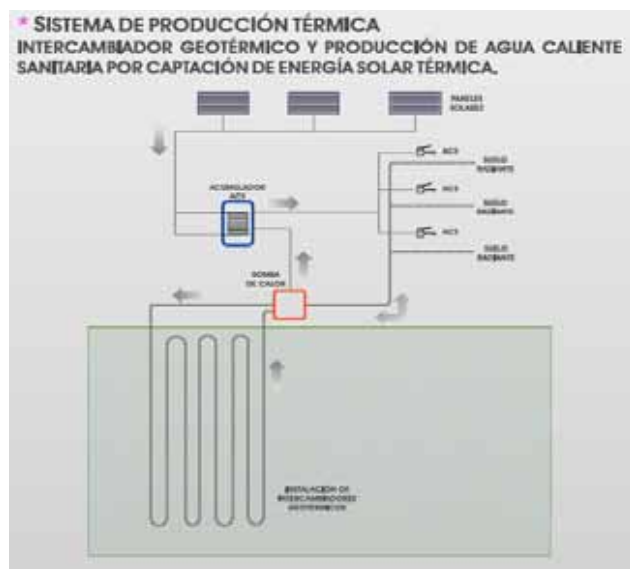 * SISTEMA DE PRODUCCIÓN TÉRMICA
INTERCAMBIADOR GEOTÉRMICO Y PRODUCCIÓN DE AGUA CALIENTE
SANITARIA POR CAPTACIÓN DE ENERGÍA SOLAR TÉRMICA.
PANELES
SOLARES
ACS
SUELO
RADIANTE
ACUMULADOR
ACS
ACS
SUELO
RADIANTE
ACS
SUELO
RADIANTE
BOMBA
DE CALOR
INSTALACIÓN DE
INTERCAMBIADORES
GEOTÉRMICOS